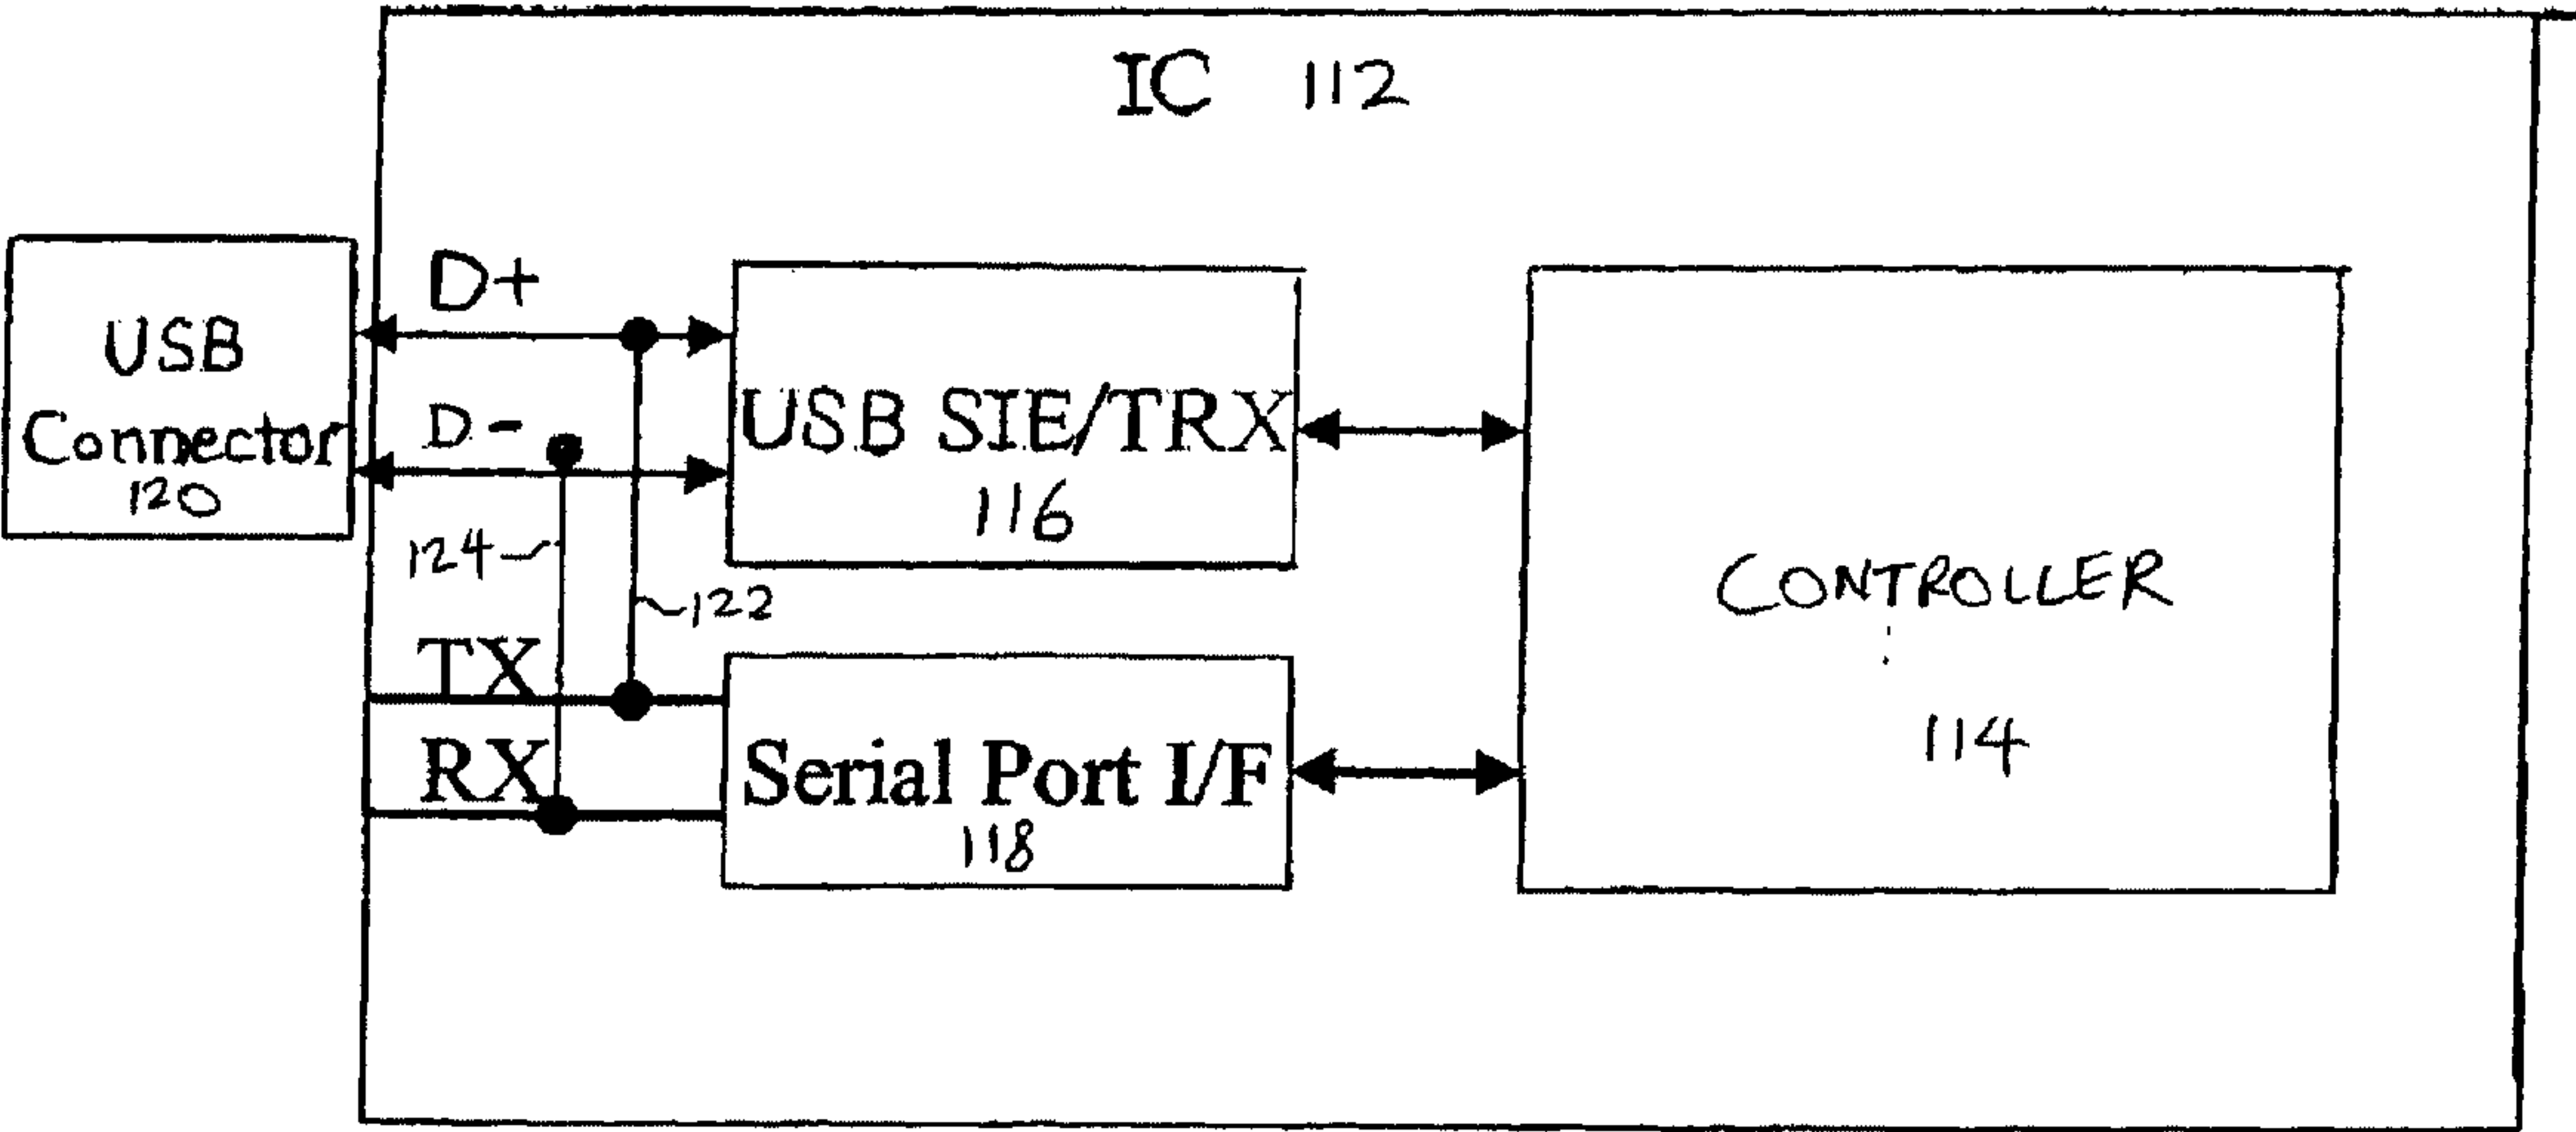 IC 112
D+
USB
Connector
120
D-
USB SIE/TRX
116
124
122
CONTROLLER
114
TX
RX
Serial Port I/F
118